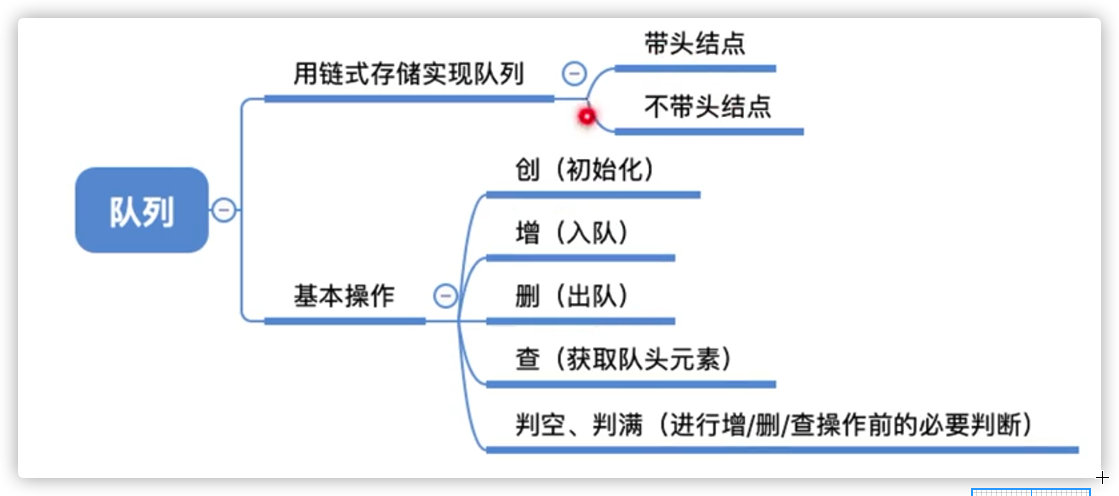 队列
用链式存储实现队列
带头结点
不带头结点
基本操作
创（初始化）
增（入队）
删（出队）
查（获取队头元素）
判空、判满（进行增/删/查操作前的必要判断）